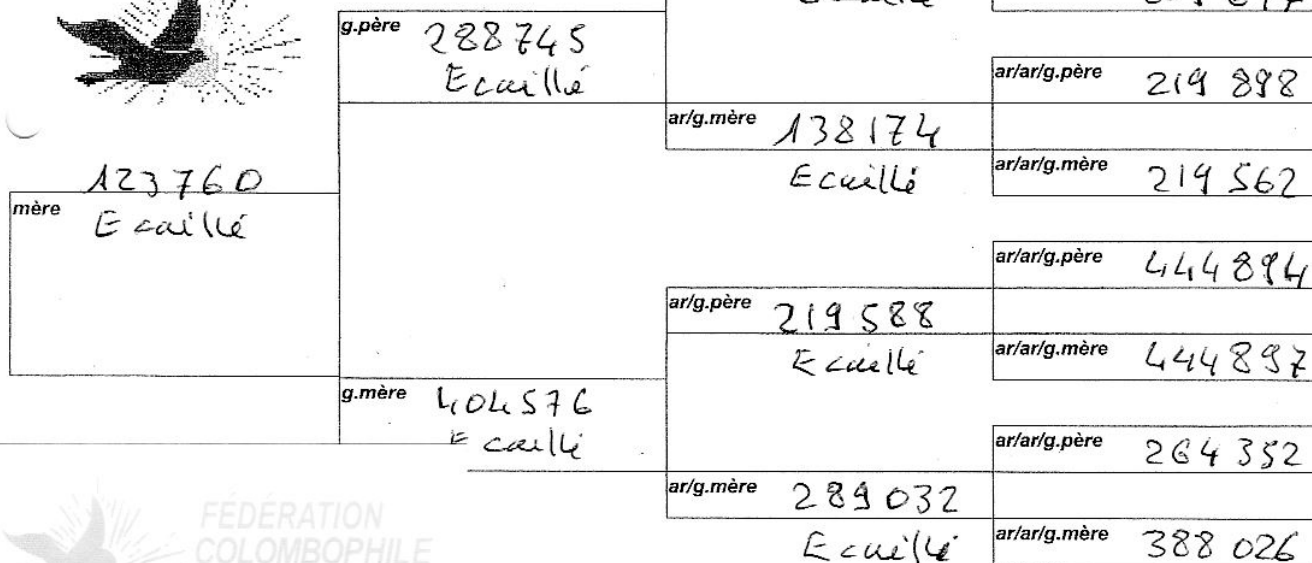 g.père 288745
Ecaillé
ar/ar/g.père 219 898
ar/g.mère 138174
Ecaillé
ar/ar/g.mère 219 562
123760
mère Ecaillé
ar/ar/g.père 444894
ar/g.père 219 588
Ecaillé
ar/ar/g.mère 444897
g.mère 404576
Ecaillé
ar/ar/g.père 264 352
ar/g.mère 289 032
Ecaillé
ar/ar/g.mère 388 026
FÉDÉRATION
COLOMBOPHILE